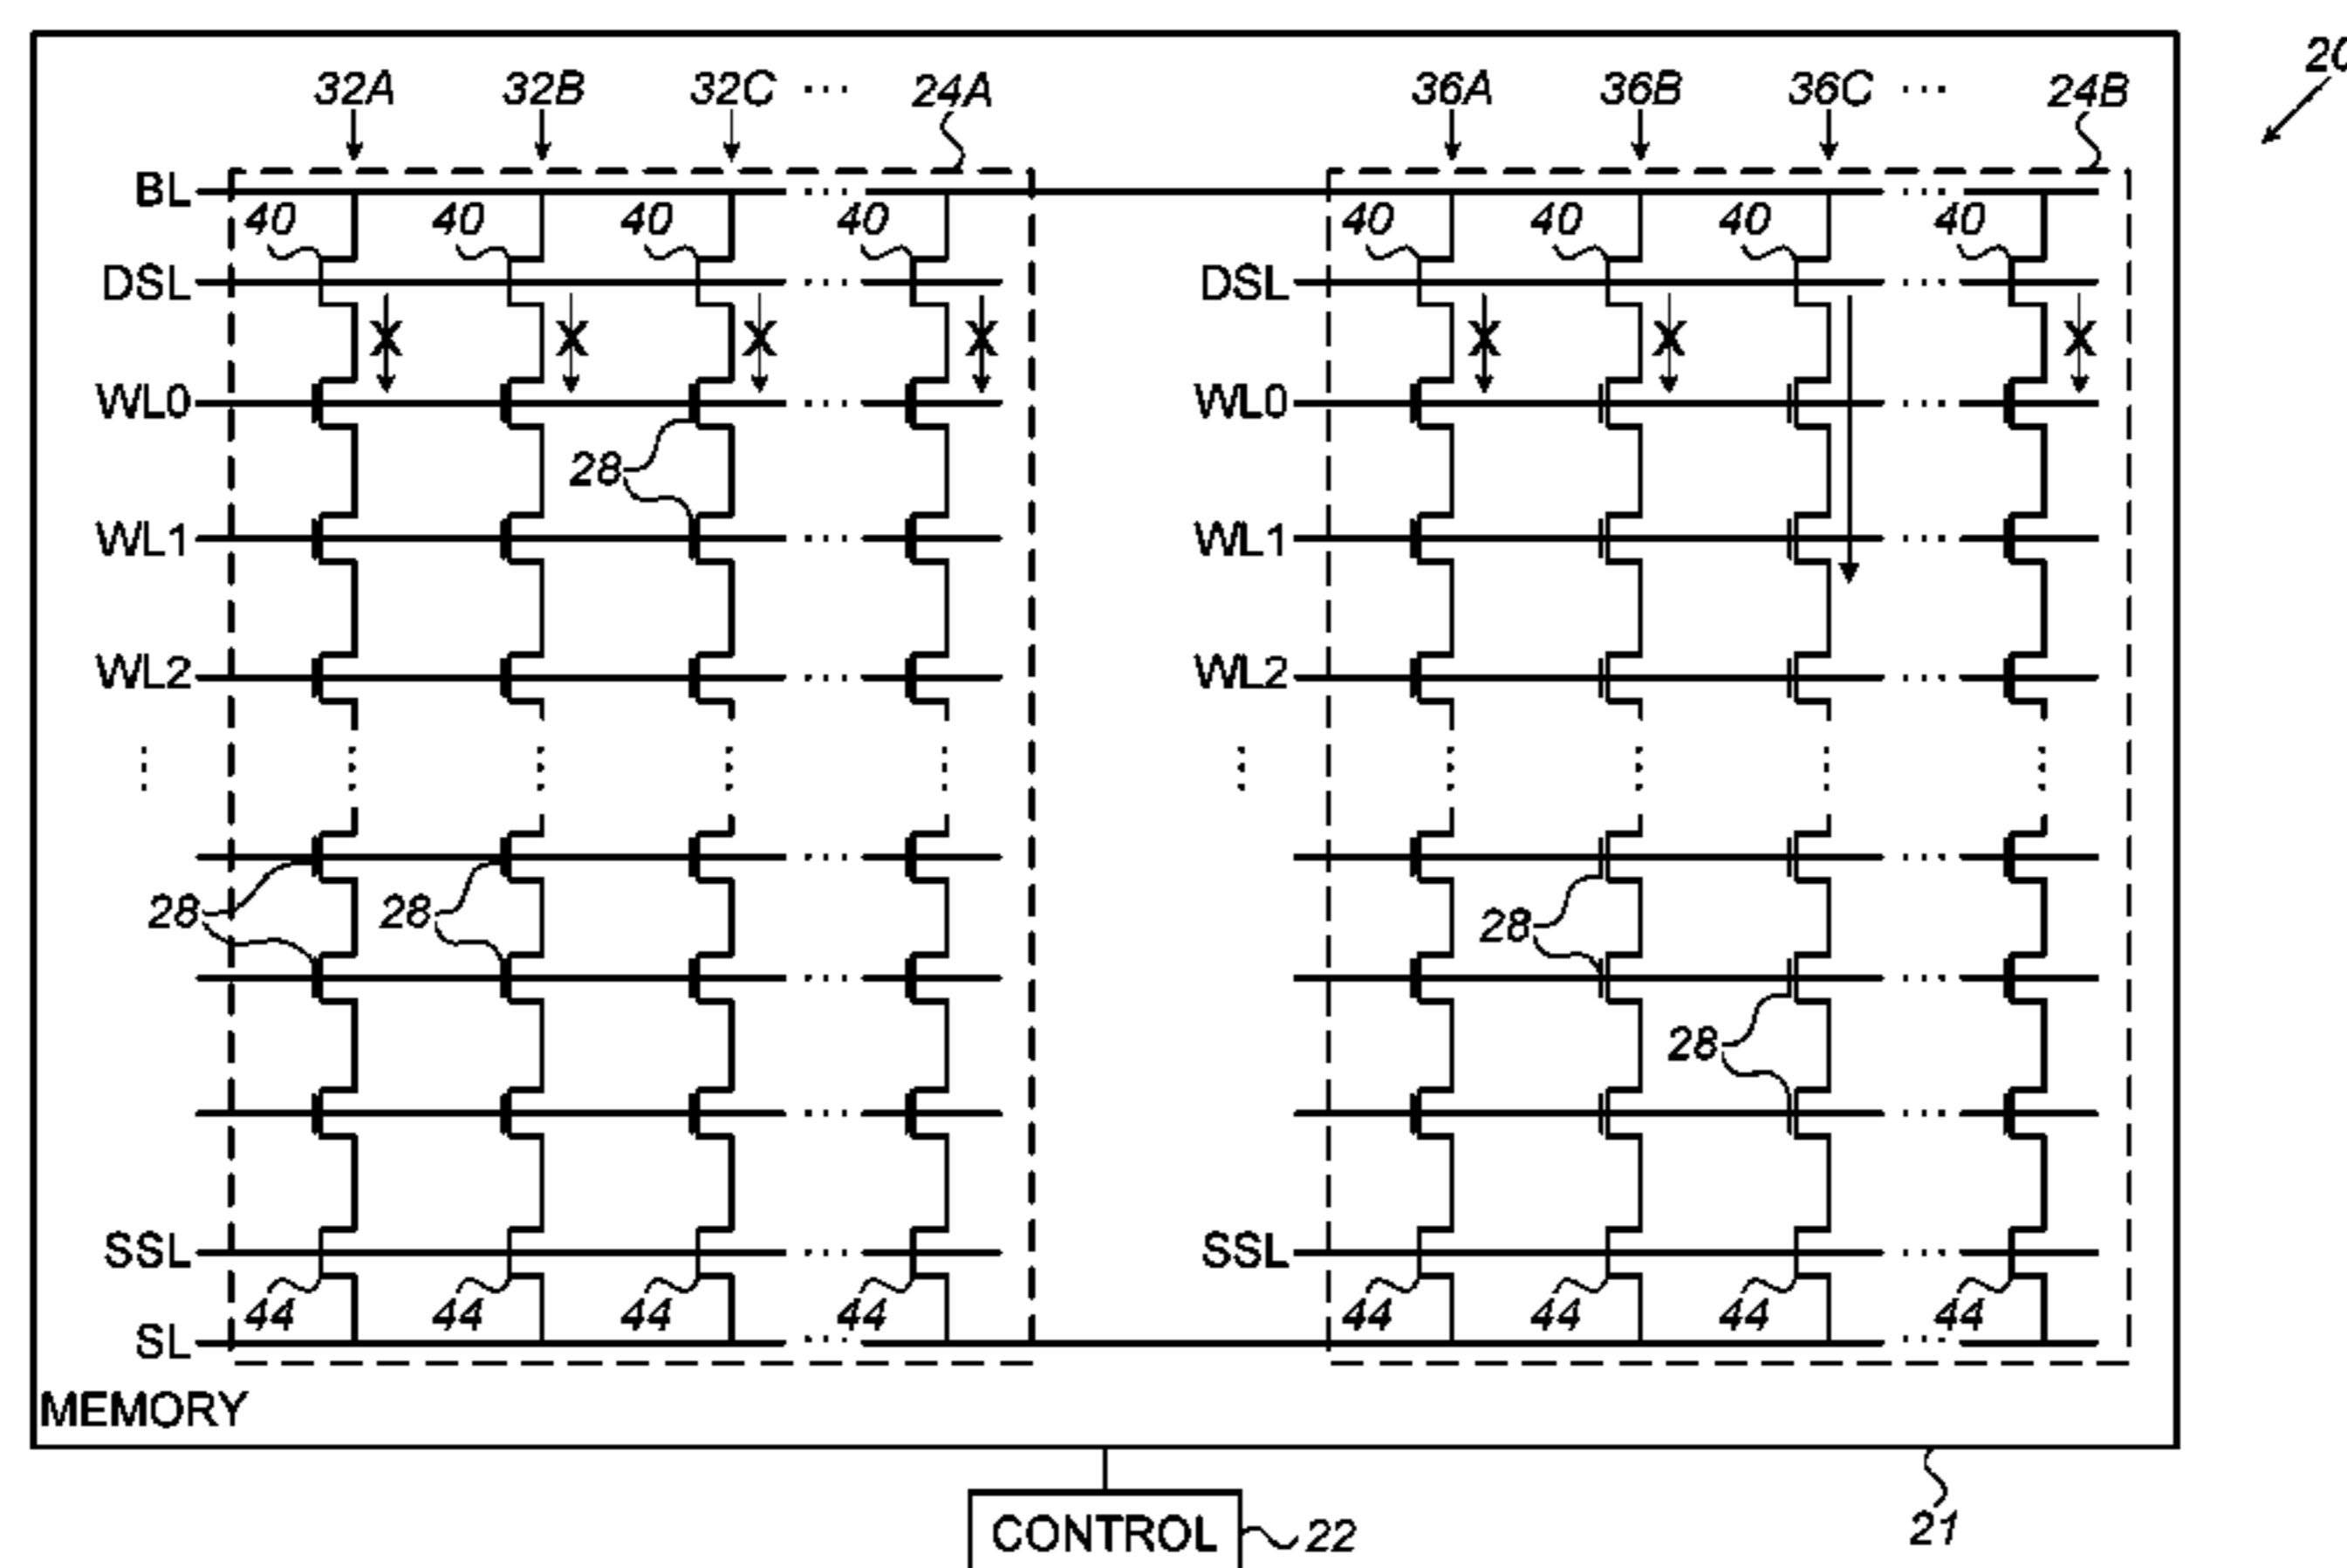 20
32A 32B 32C ... 24A 36A 36B 36C ... 24B
BL
40 40 40 40 40 40 40 40
DSL DSL
X X X X X X X
WL0 WL0
28
WL1 WL1
WL2 WL2
28 28 28
28
SSL SSL
44 44 44 44 44 44 44 44
SL
MEMORY
21
CONTROL 22